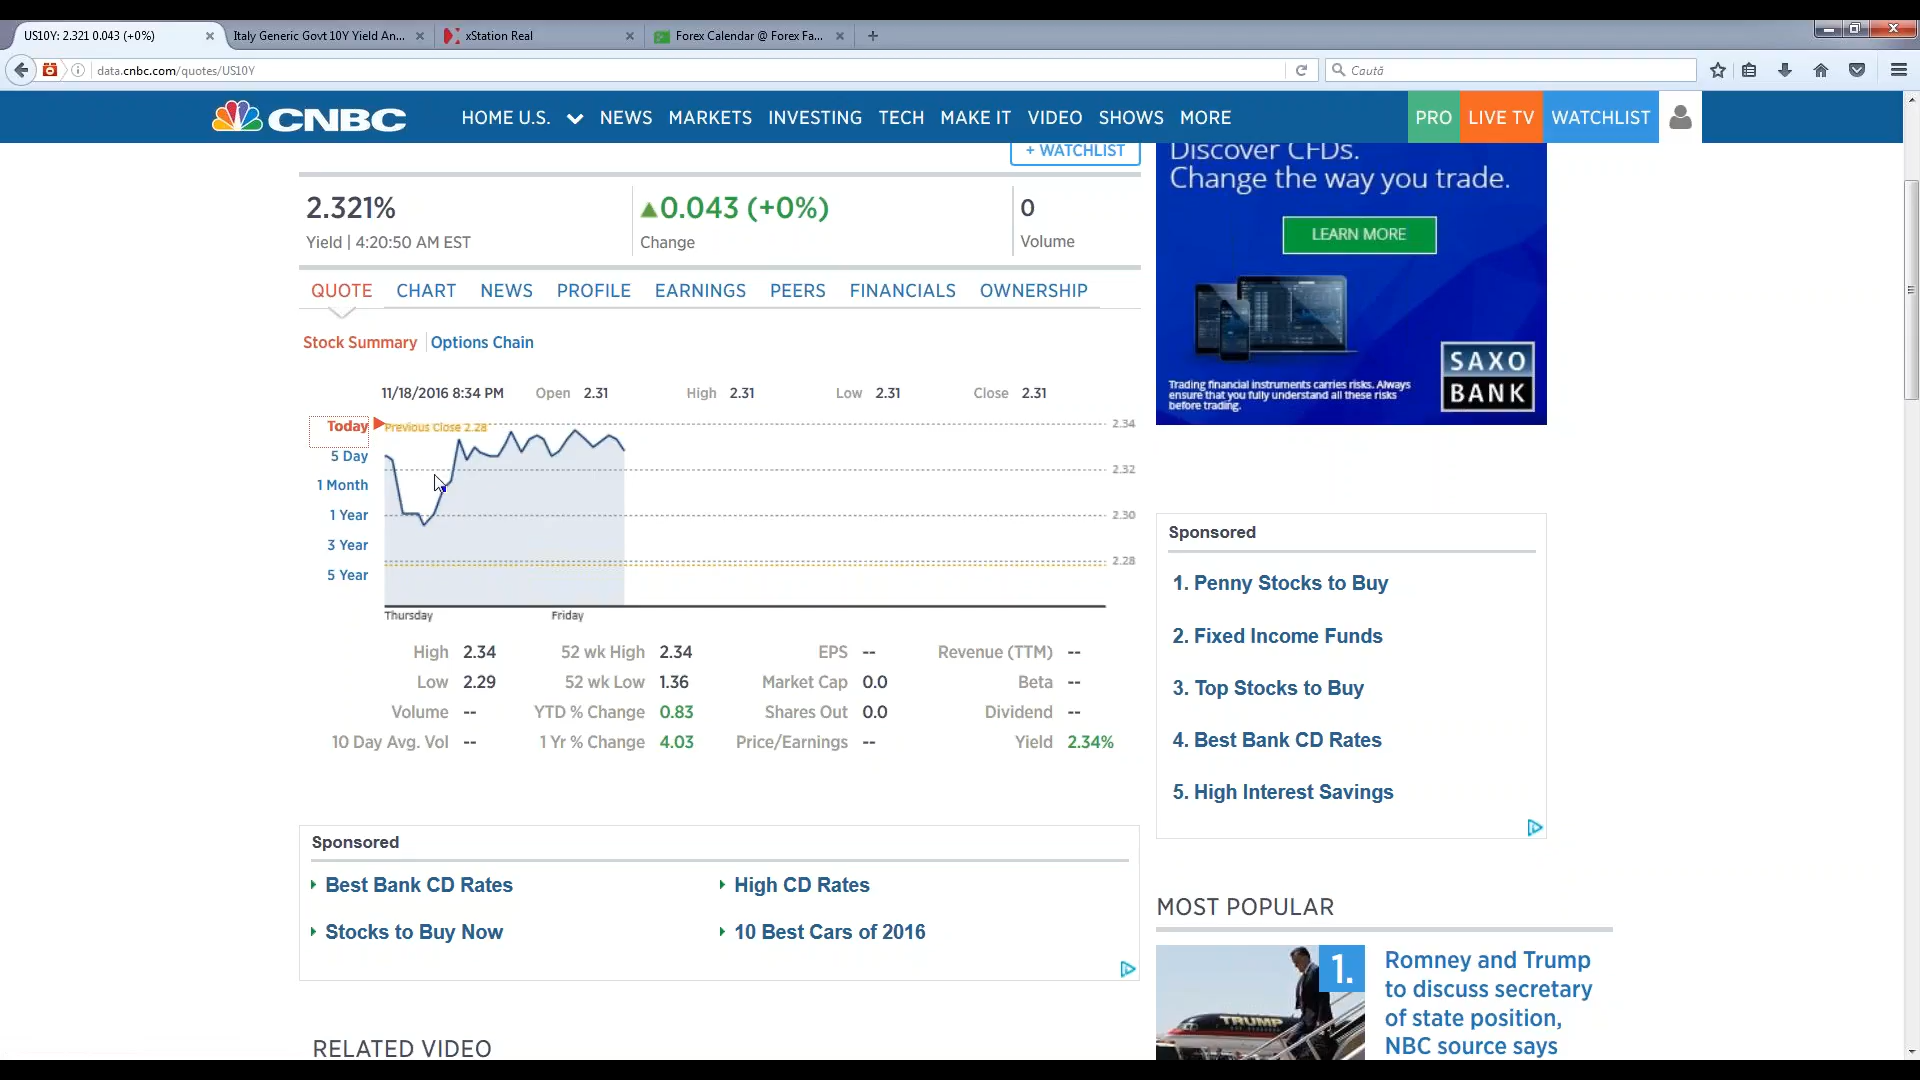 US10Y: 2.321 0.043 (+0%)
Italy Generic Govt 10Y Yield An...
xStation Real
Forex Calendar @ Forex Fa...
data.cnbc.com/quotes/US10Y
Caută
CNBC
HOME U.S. NEWS MARKETS INVESTING TECH MAKE IT VIDEO SHOWS MORE
PRO LIVE TV WATCHLIST
+ WATCHLIST
2.321%
Yield | 4:20:50 AM EST
0.043 (+0%)
Change
0
Volume
QUOTE CHART NEWS PROFILE EARNINGS PEERS FINANCIALS OWNERSHIP
Stock Summary Options Chain
11/18/2016 8:34 PM Open 2.31 High 2.31 Low 2.31 Close 2.31
Today
5 Day
1 Month
1 Year
3 Year
5 Year
Previous Close 2.28
2.34
2.32
2.30
2.28
Thursday Friday
High 2.34 52 wk High 2.34 EPS -- Revenue (TTM) --
Low 2.29 52 wk Low 1.36 Market Cap 0.0 Beta --
Volume -- YTD % Change 0.83 Shares Out 0.0 Dividend --
10 Day Avg. Vol -- 1 Yr % Change 4.03 Price/Earnings -- Yield 2.34%
Sponsored
Best Bank CD Rates
High CD Rates
Stocks to Buy Now
10 Best Cars of 2016
RELATED VIDEO
Discover CFDs.
Change the way you trade.
LEARN MORE
SAXO
BANK
Trading financial instruments carries risks. Always
ensure that you fully understand all these risks
before trading.
Sponsored
1. Penny Stocks to Buy
2. Fixed Income Funds
3. Top Stocks to Buy
4. Best Bank CD Rates
5. High Interest Savings
MOST POPULAR
1.
TRUMP
Romney and Trump
to discuss secretary
of state position,
NBC source says